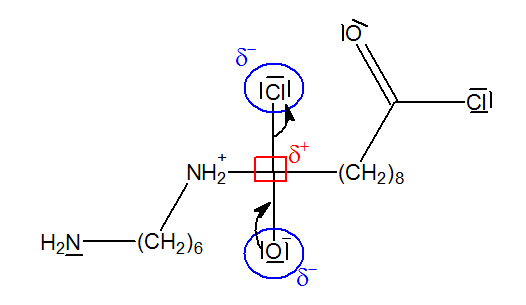 O
δ⁻
Cl
Cl
δ⁺
NH₂⁺
(CH₂)₈
H₂N
(CH₂)₆
O⁻
δ⁻